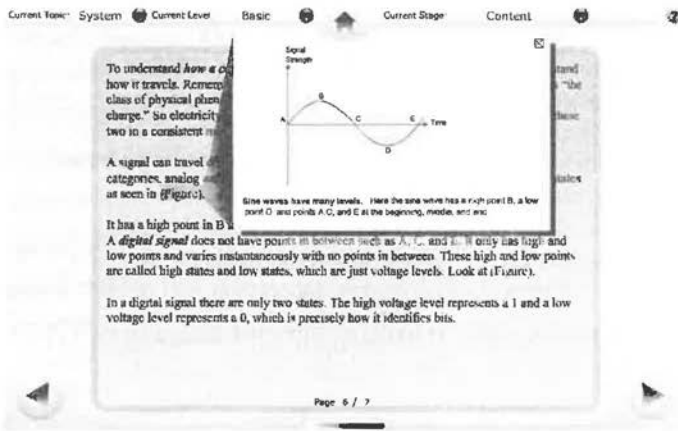 Current Topic: System Current Level Basic Current Stage: Content
Signal
Strength
A B C D E Time
Sine waves have many levels. Here the sine wave has a high point B, a low
point D and points A,C, and E at the beginning, middle, and end
To understand how a
how it travels. Remem "the
class of physical phen
charge." So electricity
two in a consistent
A signal can travel
categories, analog
as seen in (Figure).
It has a high point in B
A digital signal does not have points in between such as A, C, and E. It only has high and
low points and varies instantaneously with no points in between. These high and low points
are called high states and low states, which are just voltage levels. Look at (Figure).
In a digital signal there are only two states. The high voltage level represents a 1 and a low
voltage level represents a 0, which is precisely how it identifies bits.
Page 6 / 7